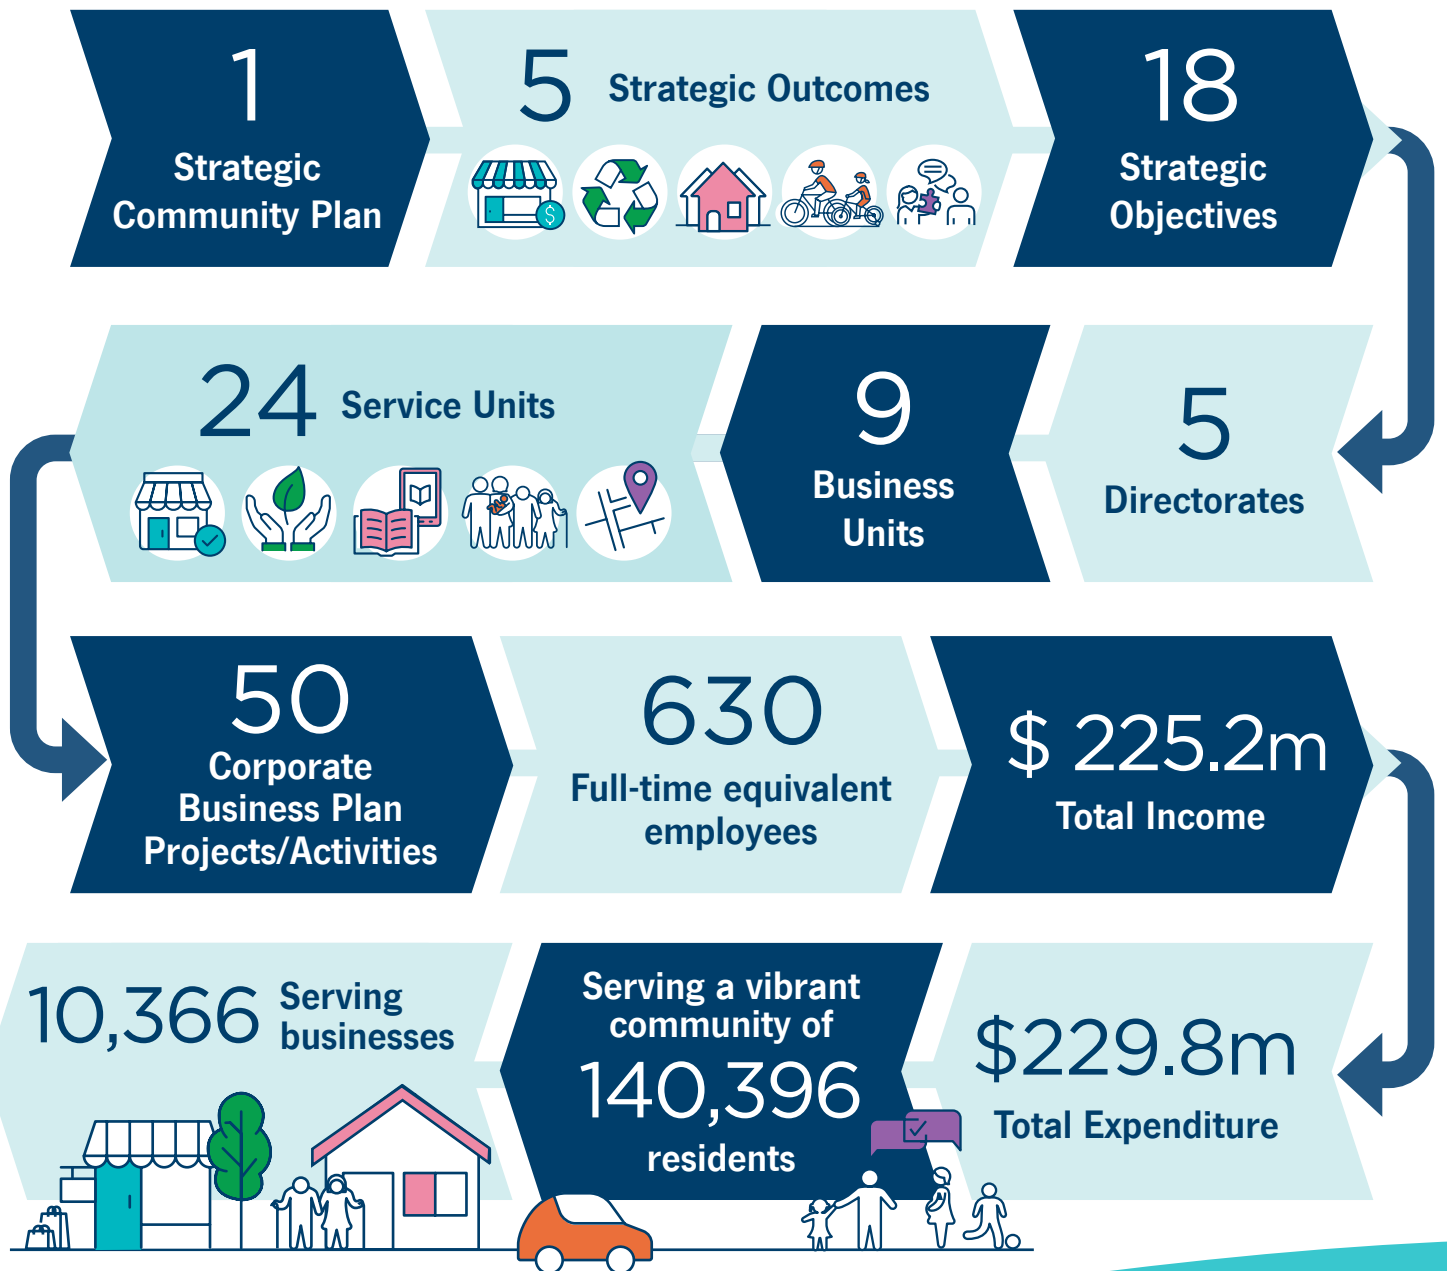 1
Strategic
Community Plan
5 Strategic Outcomes
$
18
Strategic
Objectives
5
Directorates
9
Business
Units
24 Service Units
50
Corporate
Business Plan
Projects/Activities
630
Full-time equivalent
employees
$ 225.2m
Total Income
$229.8m
Total Expenditure
Serving a vibrant
community of
140,396
residents
10,366 Serving
businesses